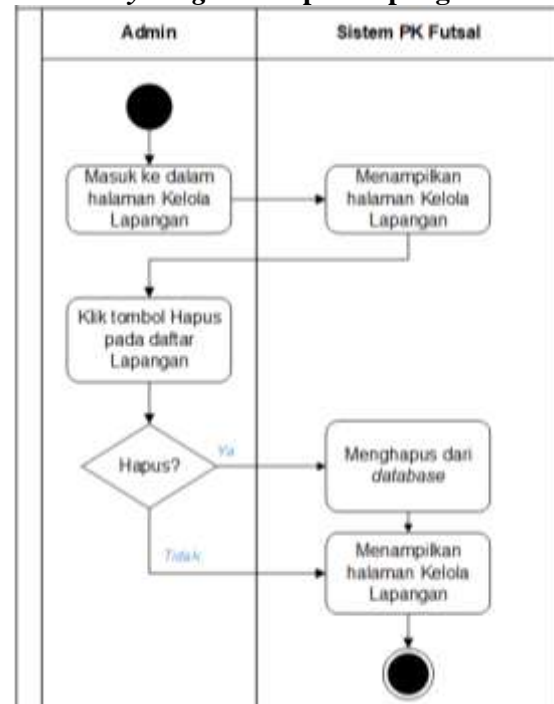 Admin
Sistem PK Futsal
Masuk ke dalam
halaman Kelola
Lapangan
Menampilkan
halaman Kelola
Lapangan
Klik tombol Hapus
pada daftar
Lapangan
Hapus?
Ya
Menghapus dari
database
Tidak
Menampilkan
halaman Kelola
Lapangan